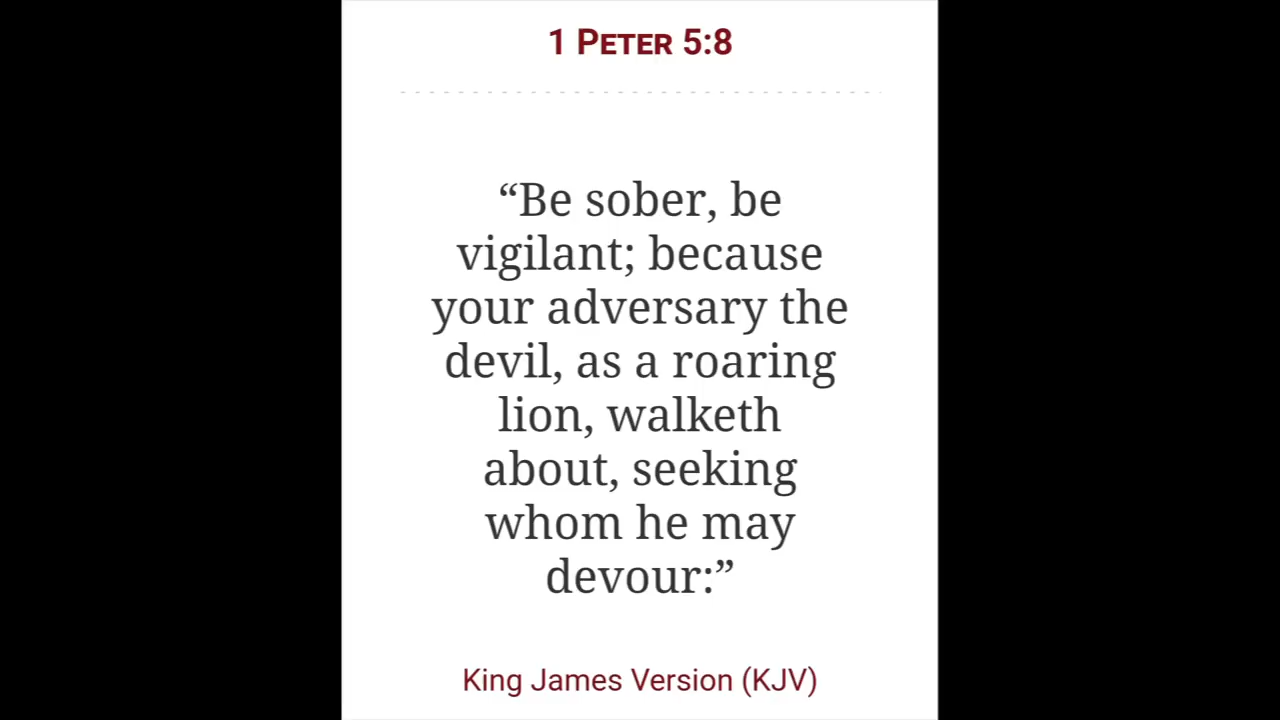 1 Peter 5:8
“Be sober, be
vigilant; because
your adversary the
devil, as a roaring
lion, walketh
about, seeking
whom he may
devour:”
King James Version (KJV)